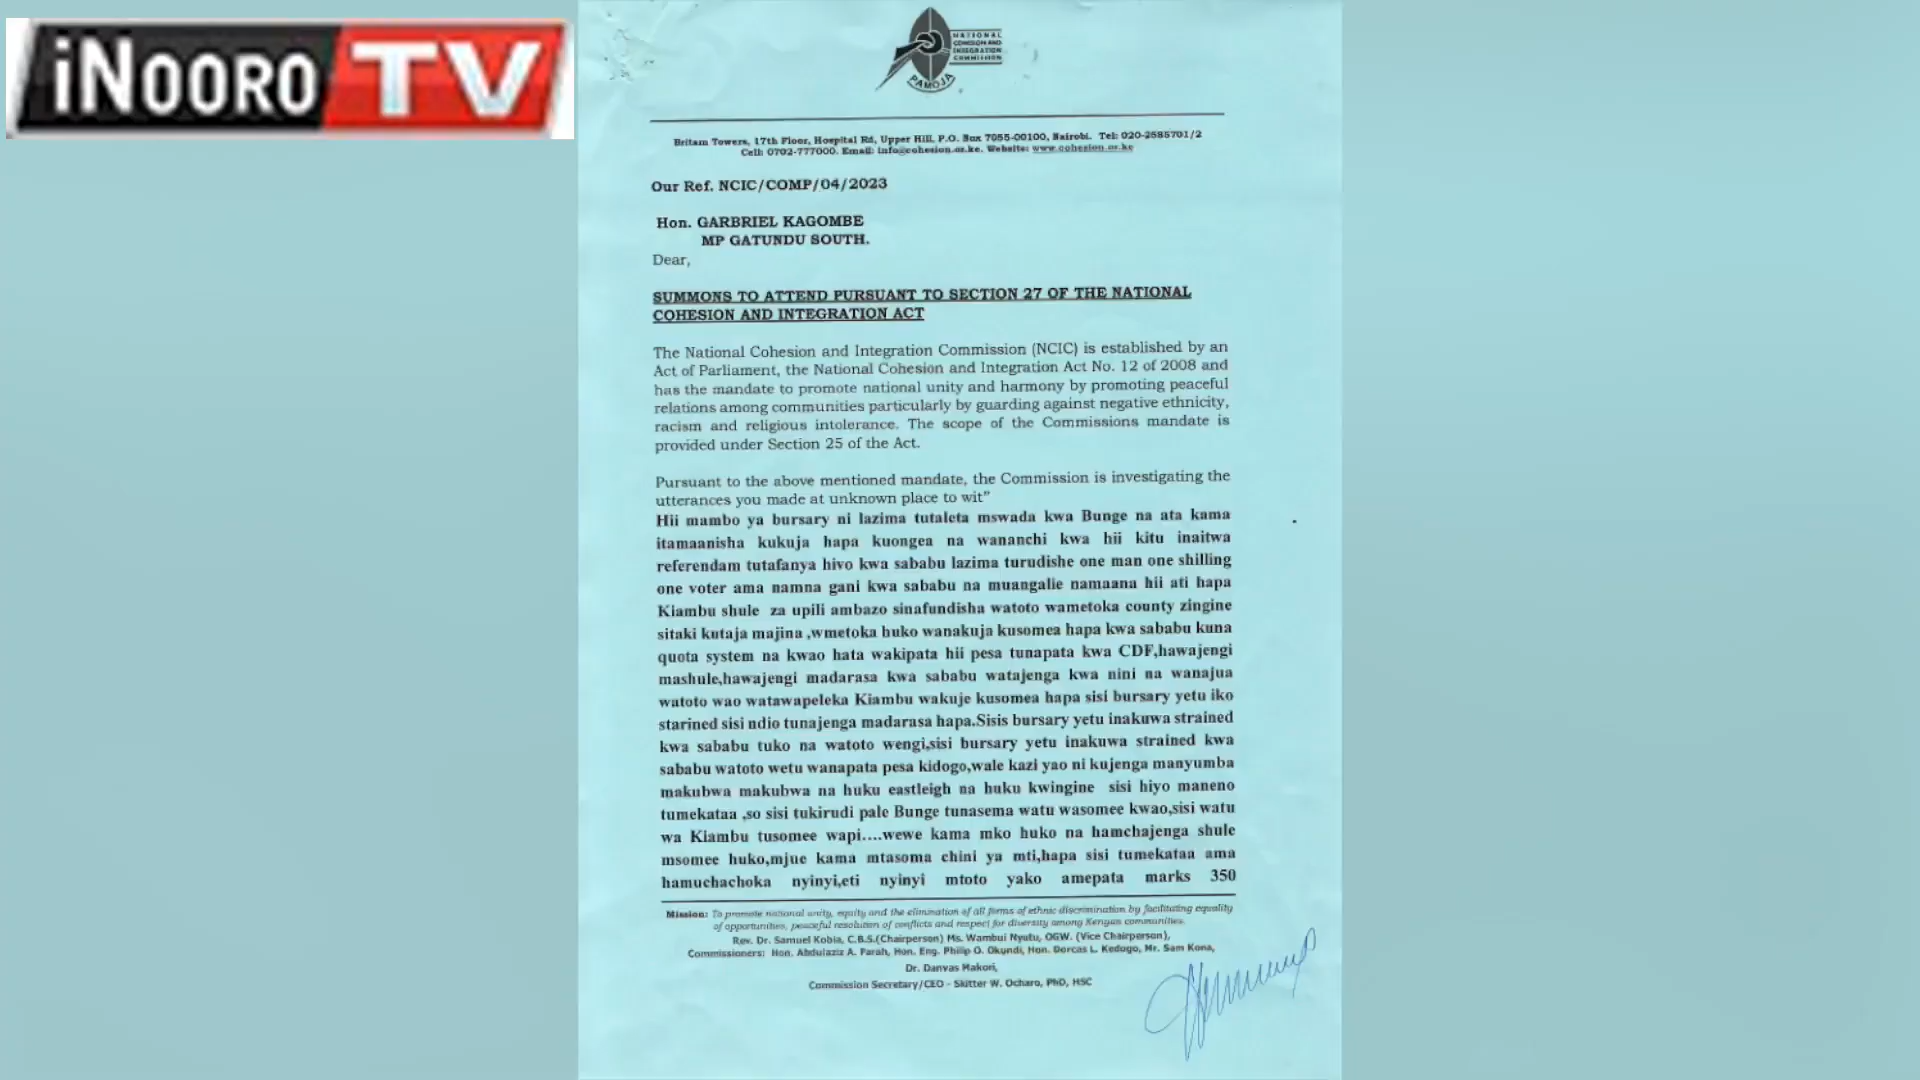 iNOORO TV
NATIONAL
COHESION AND
INTEGRATION
COMMISSION
PAMOJA
Britam Towers, 17th Floor, Hospital Rd, Upper Hill, P.O. Box 7055-00100, Nairobi. Tel: 020-2585701/2
Cell: 0702-777000. Email: info@cohesion.or.ke. Website: www.cohesion.or.ke
Our Ref. NCIC/COMP/04/2023
Hon. GARBRIEL KAGOMBE
MP GATUNDU SOUTH.
Dear,
SUMMONS TO ATTEND PURSUANT TO SECTION 27 OF THE NATIONAL
COHESION AND INTEGRATION ACT
The National Cohesion and Integration Commission (NCIC) is established by an
Act of Parliament, the National Cohesion and Integration Act No. 12 of 2008 and
has the mandate to promote national unity and harmony by promoting peaceful
relations among communities particularly by guarding against negative ethnicity,
racism and religious intolerance. The scope of the Commissions mandate is
provided under Section 25 of the Act.
Pursuant to the above mentioned mandate, the Commission is investigating the
utterances you made at unknown place to wit”
Hii mambo ya bursary ni lazima tutaleta mswada kwa Bunge na ata kama
itamaanisha kukuja hapa kuongea na wananchi kwa hii kitu inaitwa
referendam tutafanya hivo kwa sababu lazima turudishe one man one shilling
one voter ama namna gani kwa sababu na muangalie namaana hii ati hapa
Kiambu shule za upili ambazo sinafundisha watoto wametoka county zingine
sitaki kutaja majina ,wmetoka huko wanakuja kusomea hapa kwa sababu kuna
quota system na kwao hata wakipata hii pesa tunapata kwa CDF,hawajengi
mashule,hawajengi madarasa kwa sababu watajenga kwa nini na wanajua
watoto wao watawapeleka Kiambu wakuje kusomea hapa sisi bursary yetu iko
starined sisi ndio tunajenga madarasa hapa.Sisis bursary yetu inakuwa strained
kwa sababu tuko na watoto wengi,sisi bursary yetu inakuwa strained kwa
sababu watoto wetu wanapata pesa kidogo,wale kazi yao ni kujenga manyumba
makubwa makubwa na huku eastleigh na huku kwingine sisi hiyo maneno
tumekataa ,so sisi tukirudi pale Bunge tunasema watu wasomee kwao,sisi watu
wa Kiambu tusomee wapi....wewe kama mko huko na hamchajenga shule
msomee huko,mjue kama mtasoma chini ya mti,hapa sisi tumekataa ama
hamuchachoka nyinyi,eti nyinyi mtoto yako amepata marks 350
Mission: To promote national unity, equity and the elimination of all forms of ethnic discrimination by facilitating equality
of opportunities, peaceful resolution of conflicts and respect for diversity among Kenyan communities.
Rev. Dr. Samuel Kobia, C.B.S.(Chairperson) Ms. Wambui Nyutu, OGW. (Vice Chairperson),
Commissioners: Hon. Abdulaziz A. Farah, Hon. Eng. Philip O. Okundi, Hon. Dorcas L. Kedogo, Mr. Sam Kona,
Dr. Danvas Makori,
Commission Secretary/CEO - Skitter W. Ocharo, PhD, HSC